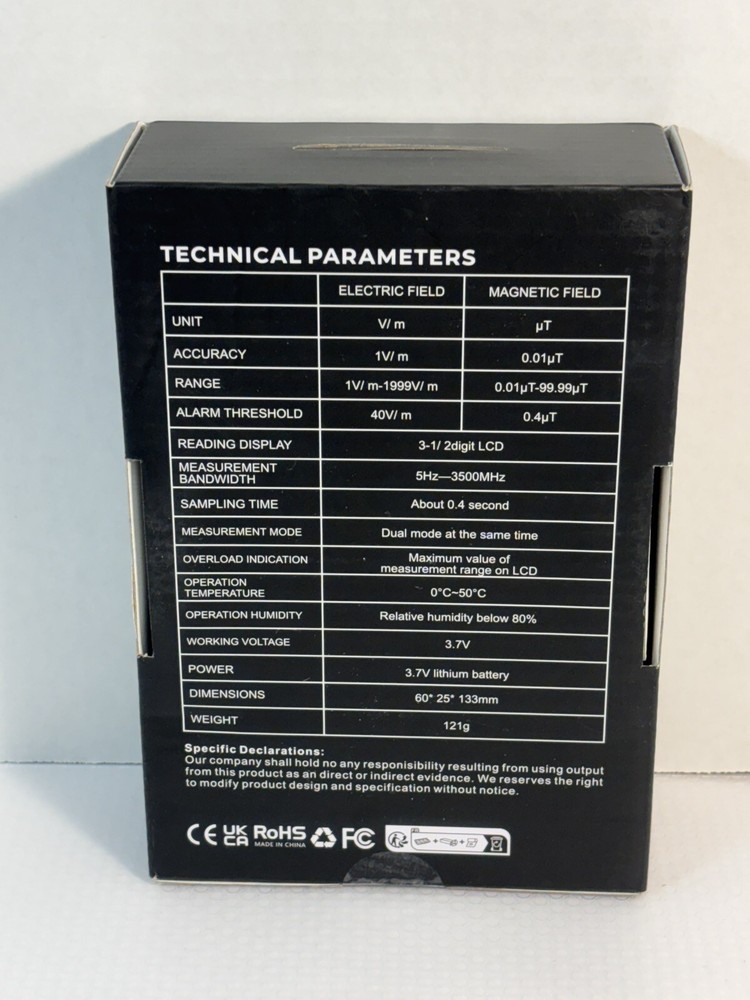 TECHNICAL PARAMETERS
ELECTRIC FIELD MAGNETIC FIELD
UNIT V/ m µT
ACCURACY 1V/ m 0.01µT
RANGE 1V/ m-1999V/ m 0.01µT-99.99µT
ALARM THRESHOLD 40V/ m 0.4µT
READING DISPLAY 3-1/ 2digit LCD
MEASUREMENT
BANDWIDTH 5Hz—3500MHz
SAMPLING TIME About 0.4 second
MEASUREMENT MODE Dual mode at the same time
OVERLOAD INDICATION Maximum value of
measurement range on LCD
OPERATION
TEMPERATURE 0°C~50°C
OPERATION HUMIDITY Relative humidity below 80%
WORKING VOLTAGE 3.7V
POWER 3.7V lithium battery
DIMENSIONS 60* 25* 133mm
WEIGHT 121g
Specific Declarations:
Our company shall hold no any responisibility resulting from using output
from this product as an direct or indirect evidence. We reserves the right
to modify product design and specification without notice.
CE UK CA RoHS FC
MADE IN CHINA